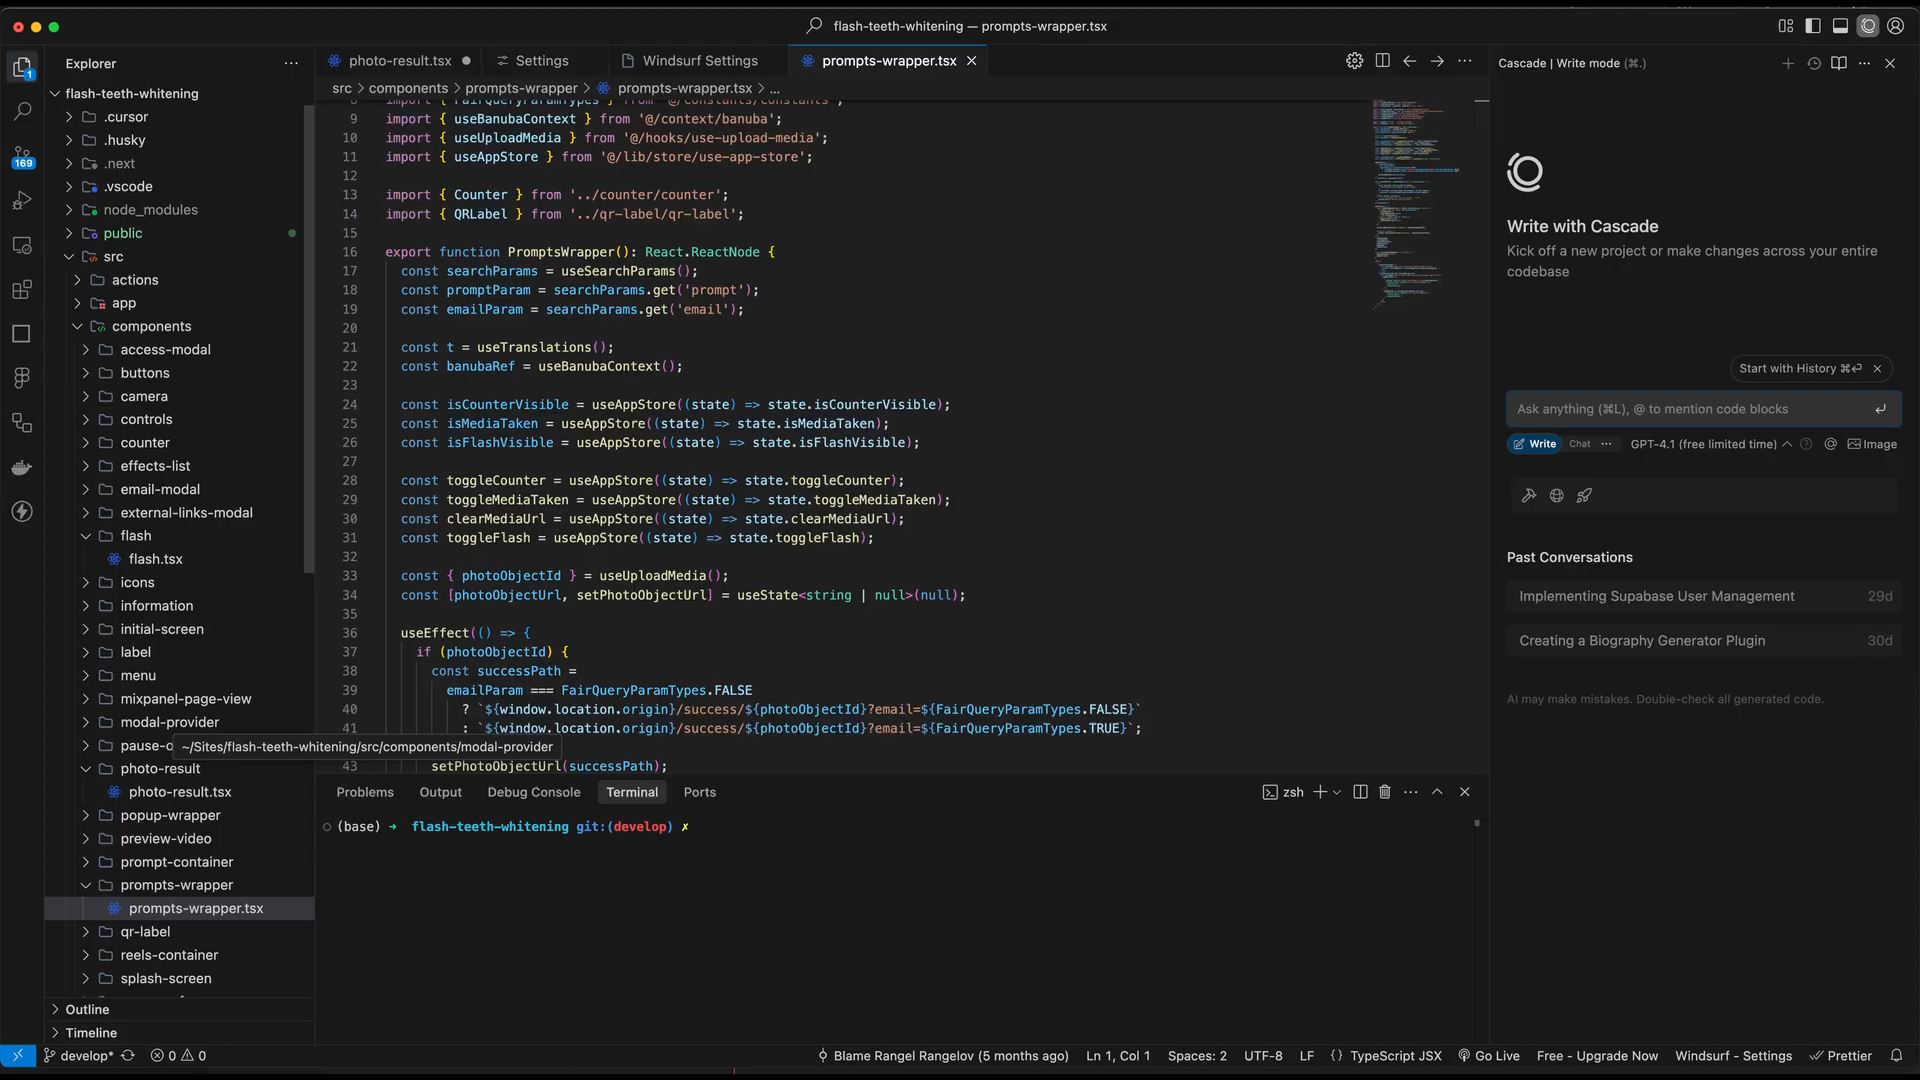 flash-teeth-whitening — prompts-wrapper.tsx
Explorer
photo-result.tsx
Settings
Windsurf Settings
prompts-wrapper.tsx
Cascade | Write mode (⌘.)
src > components > prompts-wrapper > prompts-wrapper.tsx > ...
1
169
flash-teeth-whitening
.cursor
.husky
.next
.vscode
node_modules
public
src
actions
app
components
access-modal
buttons
camera
controls
counter
effects-list
email-modal
external-links-modal
flash
flash.tsx
icons
information
initial-screen
label
menu
mixpanel-page-view
modal-provider
~/Sites/flash-teeth-whitening/src/components/modal-provider
photo-result
photo-result.tsx
popup-wrapper
preview-video
prompt-container
prompts-wrapper
prompts-wrapper.tsx
qr-label
reels-container
splash-screen
Outline
Timeline
8 import { FairQueryParamTypes } from '@/constants/constants';
9 import { useBanubaContext } from '@/context/banuba';
10 import { useUploadMedia } from '@/hooks/use-upload-media';
11 import { useAppStore } from '@/lib/store/use-app-store';
12
13 import { Counter } from '../counter/counter';
14 import { QRLabel } from '../qr-label/qr-label';
15
16 export function PromptsWrapper(): React.ReactNode {
17 const searchParams = useSearchParams();
18 const promptParam = searchParams.get('prompt');
19 const emailParam = searchParams.get('email');
20
21 const t = useTranslations();
22 const banubaRef = useBanubaContext();
23
24 const isCounterVisible = useAppStore((state) => state.isCounterVisible);
25 const isMediaTaken = useAppStore((state) => state.isMediaTaken);
26 const isFlashVisible = useAppStore((state) => state.isFlashVisible);
27
28 const toggleCounter = useAppStore((state) => state.toggleCounter);
29 const toggleMediaTaken = useAppStore((state) => state.toggleMediaTaken);
30 const clearMediaUrl = useAppStore((state) => state.clearMediaUrl);
31 const toggleFlash = useAppStore((state) => state.toggleFlash);
32
33 const { photoObjectId } = useUploadMedia();
34 const [photoObjectUrl, setPhotoObjectUrl] = useState<string | null>(null);
35
36 useEffect(() => {
37 if (photoObjectId) {
38 const successPath =
39 emailParam === FairQueryParamTypes.FALSE
40 ? `${window.location.origin}/success/${photoObjectId}?email=${FairQueryParamTypes.FALSE}`
41 : `${window.location.origin}/success/${photoObjectId}?email=${FairQueryParamTypes.TRUE}`;
43 setPhotoObjectUrl(successPath);
Problems Output Debug Console Terminal Ports
zsh
(base) ➜ flash-teeth-whitening git:(develop) ✗
Write with Cascade
Kick off a new project or make changes across your entire
codebase
Start with History ⌘⏎
Ask anything (⌘L), @ to mention code blocks
Write Chat ··· GPT-4.1 (free limited time) Image
Past Conversations
Implementing Supabase User Management 29d
Creating a Biography Generator Plugin 30d
AI may make mistakes. Double-check all generated code.
develop* 0 0 Blame Rangel Rangelov (5 months ago) Ln 1, Col 1 Spaces: 2 UTF-8 LF {} TypeScript JSX Go Live Free - Upgrade Now Windsurf - Settings Prettier